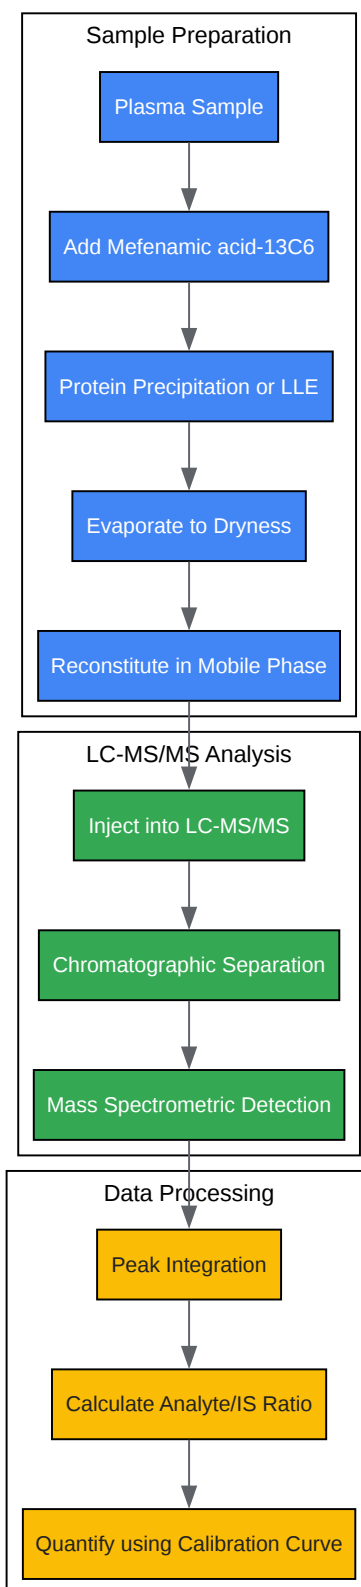 Sample Preparation
Plasma Sample
Add Mefenamic acid-13C6
Protein Precipitation or LLE
Evaporate to Dryness
Reconstitute in Mobile Phase
LC-MS/MS Analysis
Inject into LC-MS/MS
Chromatographic Separation
Mass Spectrometric Detection
Data Processing
Peak Integration
Calculate Analyte/IS Ratio
Quantify using Calibration Curve